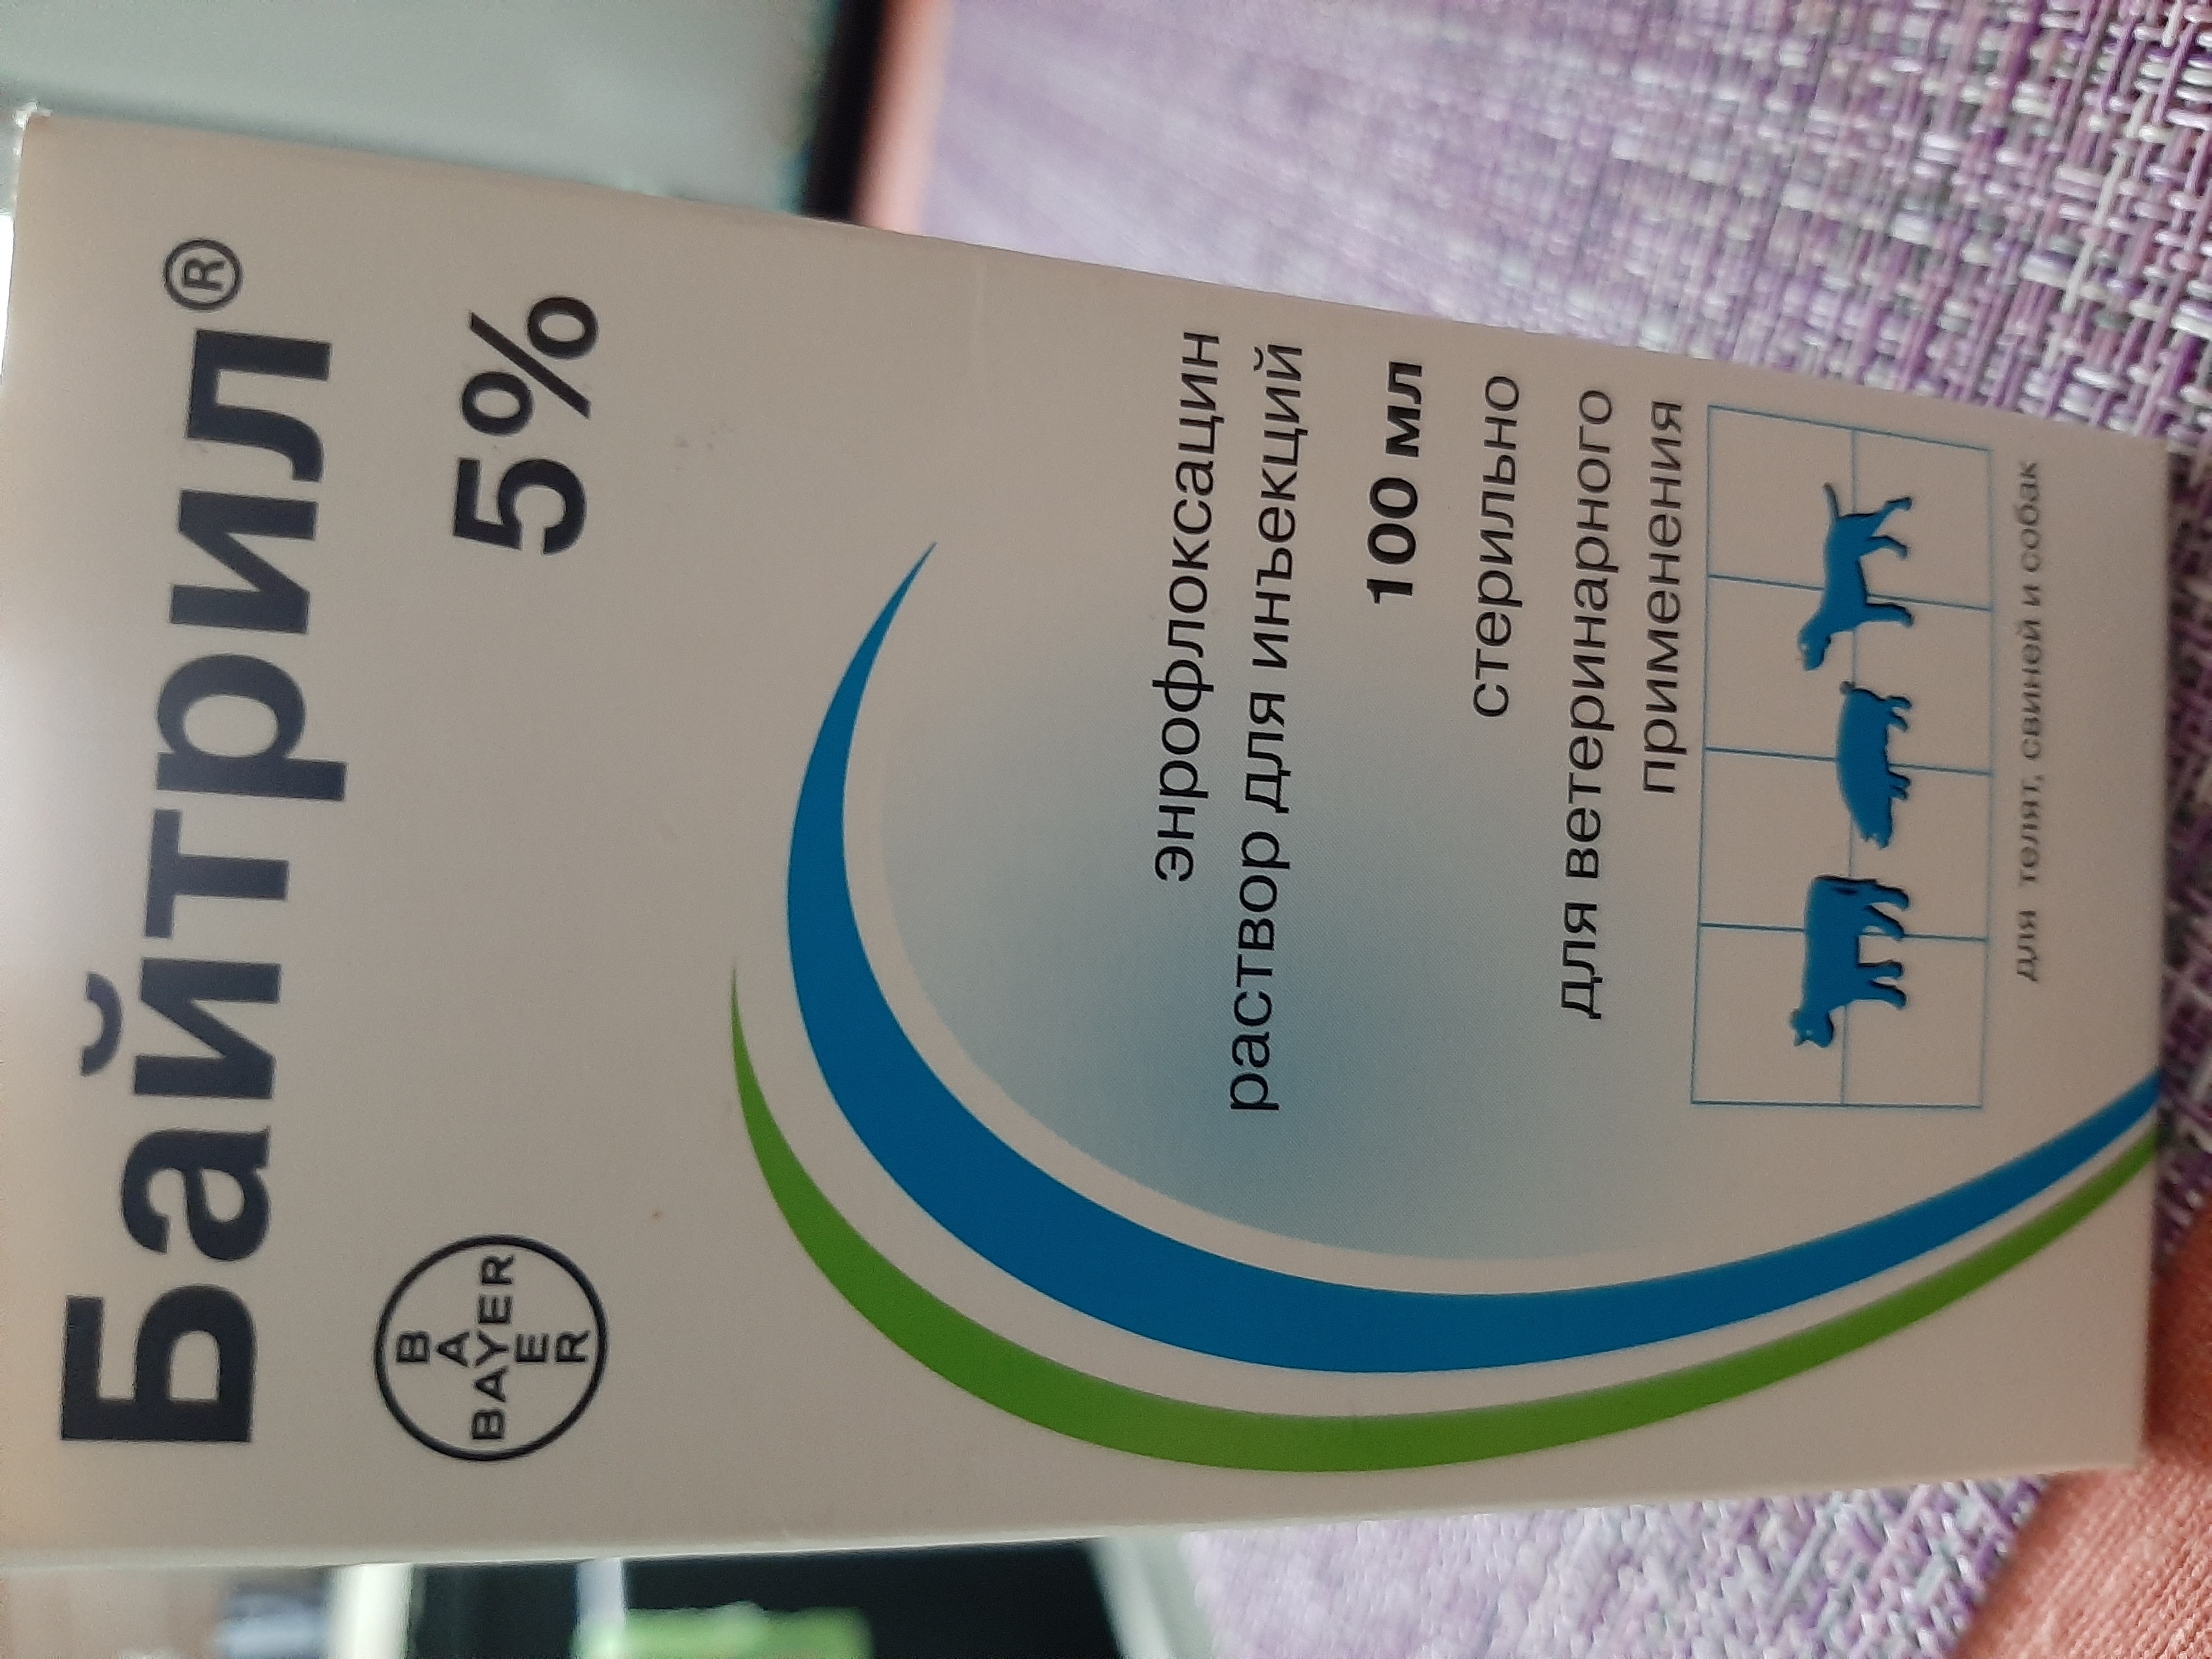 Байтрил®
5%
B
A
BAYER
E
R
энрофлоксацин
раствор для инъекций
100 мл
стерильно
для ветеринарного
применения
для телят, свиней и собак